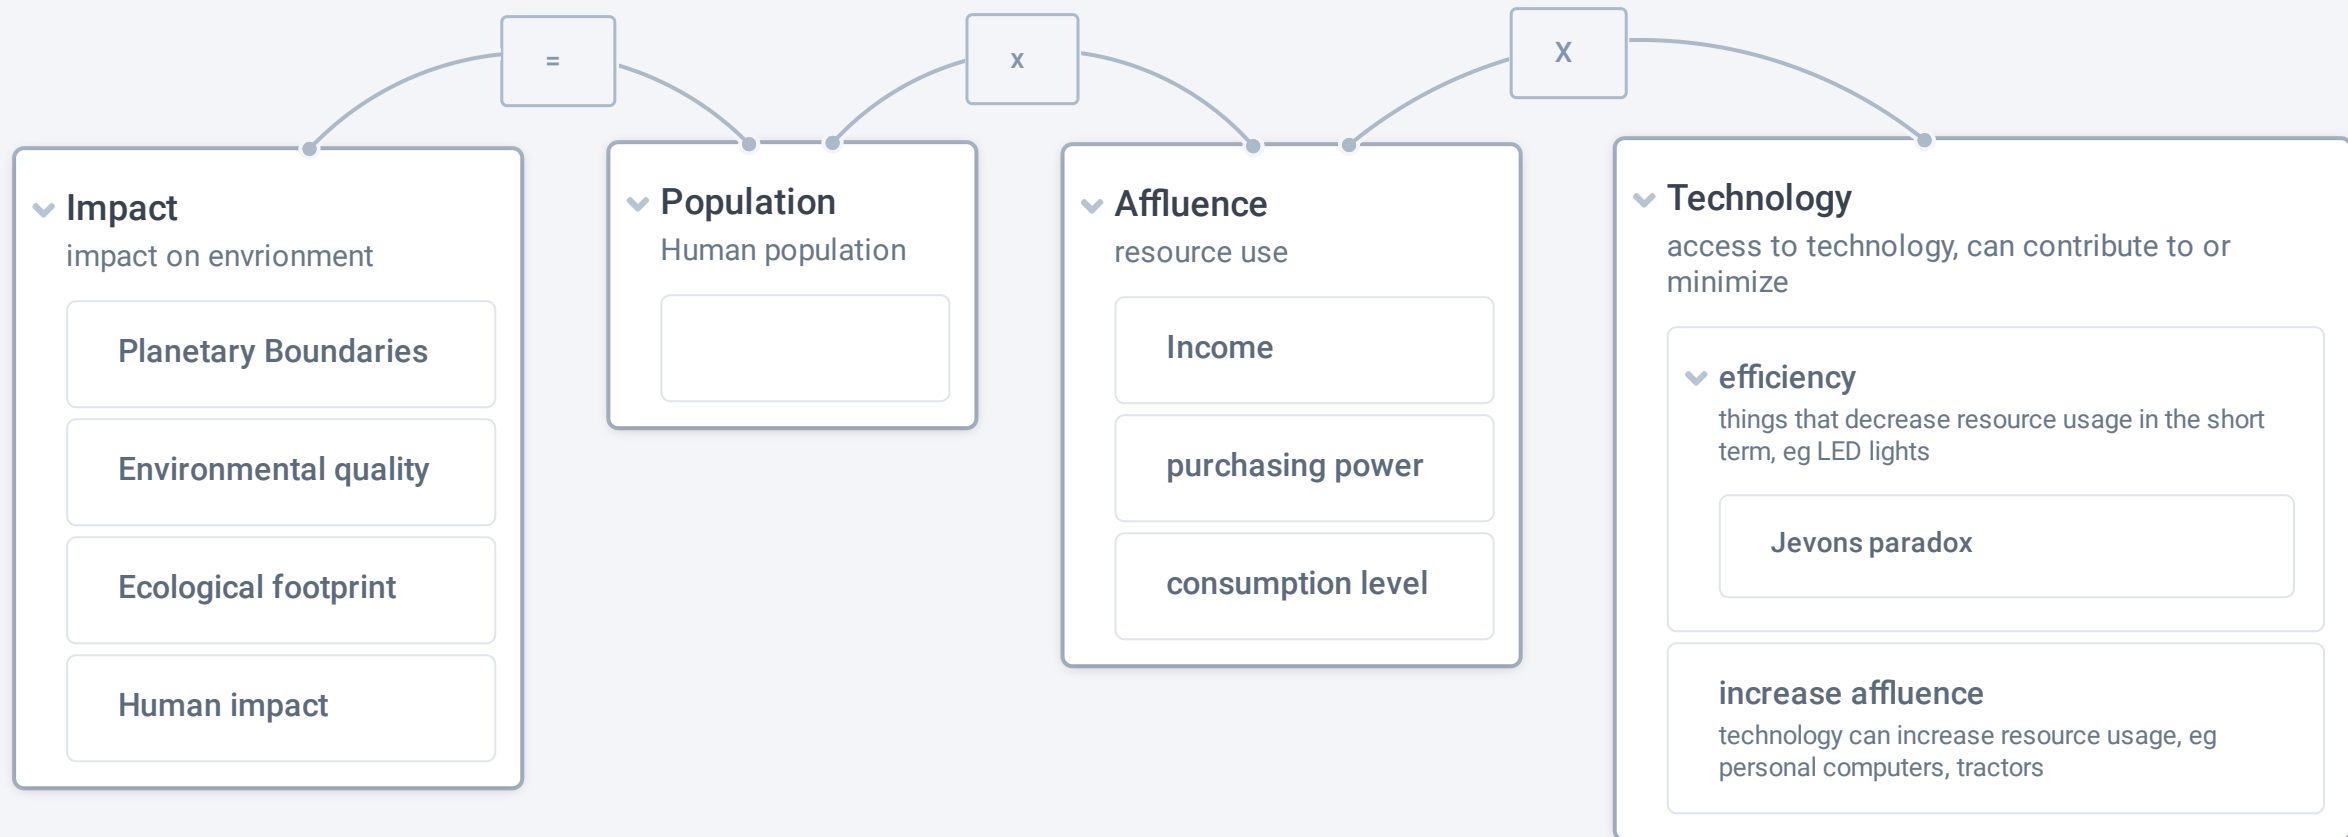 =
x
X
Impact
impact on envrionment
Planetary Boundaries
Environmental quality
Ecological footprint
Human impact
Population
Human population
Affluence
resource use
Income
purchasing power
consumption level
Technology
access to technology, can contribute to or
minimize
efficiency
things that decrease resource usage in the short
term, eg LED lights
Jevons paradox
increase affluence
technology can increase resource usage, eg
personal computers, tractors